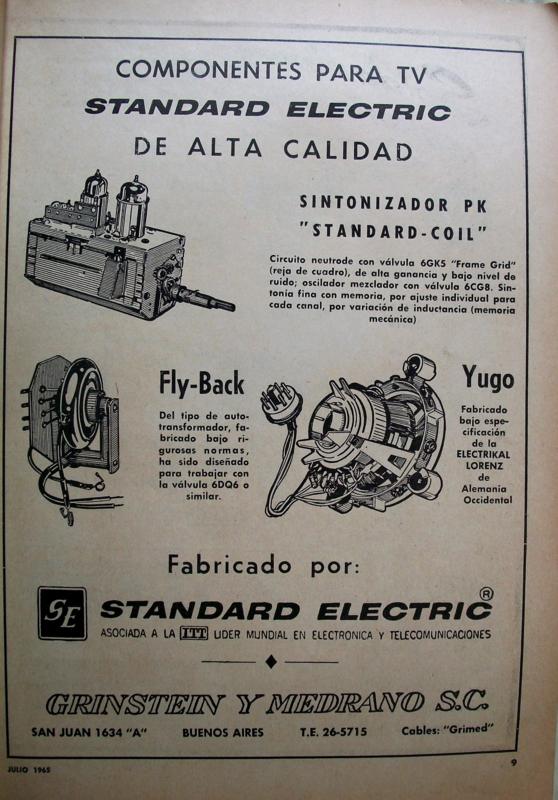 COMPONENTES PARA TV
STANDARD ELECTRIC
DE ALTA CALIDAD
SINTONIZADOR PK
"STANDARD-COIL"
Circuito neutrode con válvula 6GK5 "Frame Grid"
(reja de cuadro), de alta ganancia y bajo nivel de
ruido; oscilador mezclador con válvula 6CG8. Sin-
tonía fina con memoria, por ajuste individual para
cada canal, por variación de inductancia (memoria
mecánica)
Fly-Back
Del tipo de auto-
transformador, fa-
bricado bajo ri-
gurosas normas,
ha sido diseñado
para trabajar con
la válvula 6DQ6 o
similar.
Yugo
Fabricado
bajo espe-
cificación
de la
ELECTRIKAL
LORENZ
de
Alemania
Occidental
Fabricado por:
SE STANDARD ELECTRIC ®
ASOCIADA A LA ITT LIDER MUNDIAL EN ELECTRONICA Y TELECOMUNICACIONES
GRINSTEIN Y MEDRANO S.C.
SAN JUAN 1634 "A" BUENOS AIRES T.E. 26-5715 Cables: "Grimed"
JULIO 1965 9